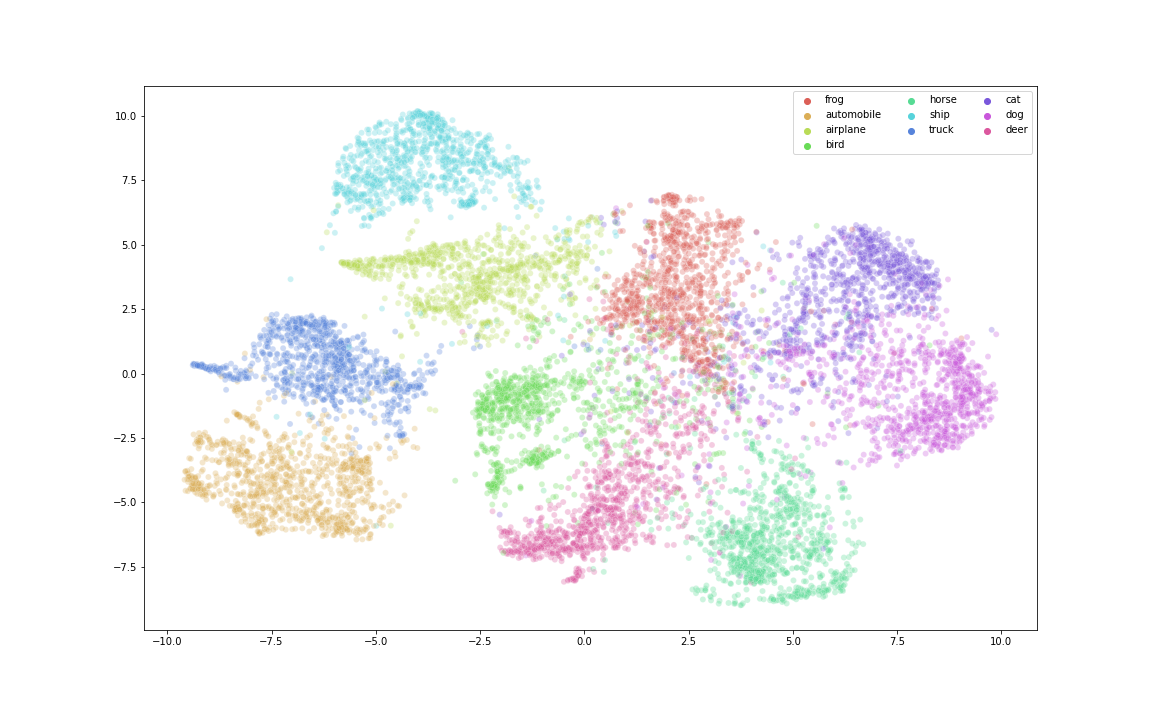 frog horse cat
automobile ship dog
airplane truck deer
bird
10.0
7.5
5.0
2.5
0.0
−2.5
−5.0
−7.5
−10.0 −7.5 −5.0 −2.5 0.0 2.5 5.0 7.5 10.0